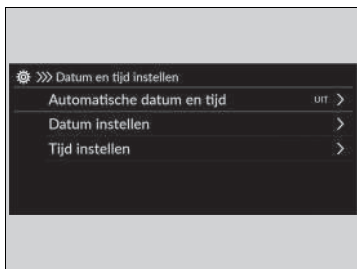 Datum en tijd instellen
Automatische datum en tijd UIT
Datum instellen
Tijd instellen